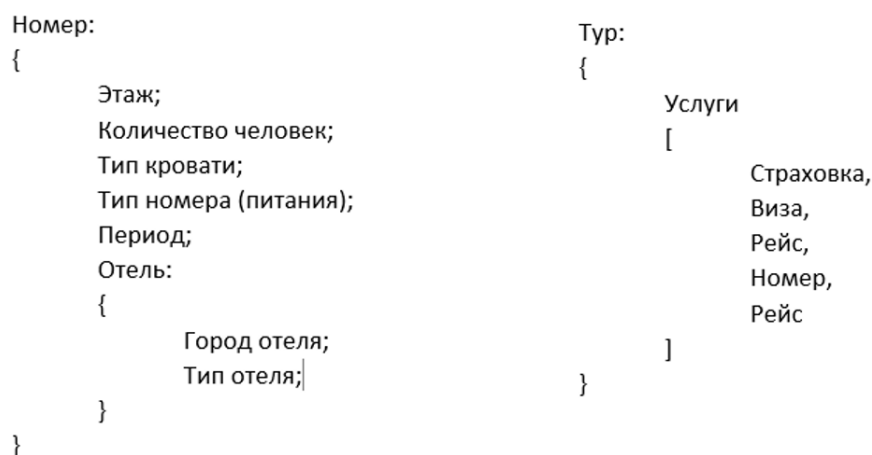 Номер:
{
Этаж;
Количество человек;
Тип кровати;
Тип номера (питания);
Период;
Отель:
{
Город отеля;
Тип отеля;
}
}
Тур:
{
Услуги
[
Страховка,
Виза,
Рейс,
Номер,
Рейс
]
}